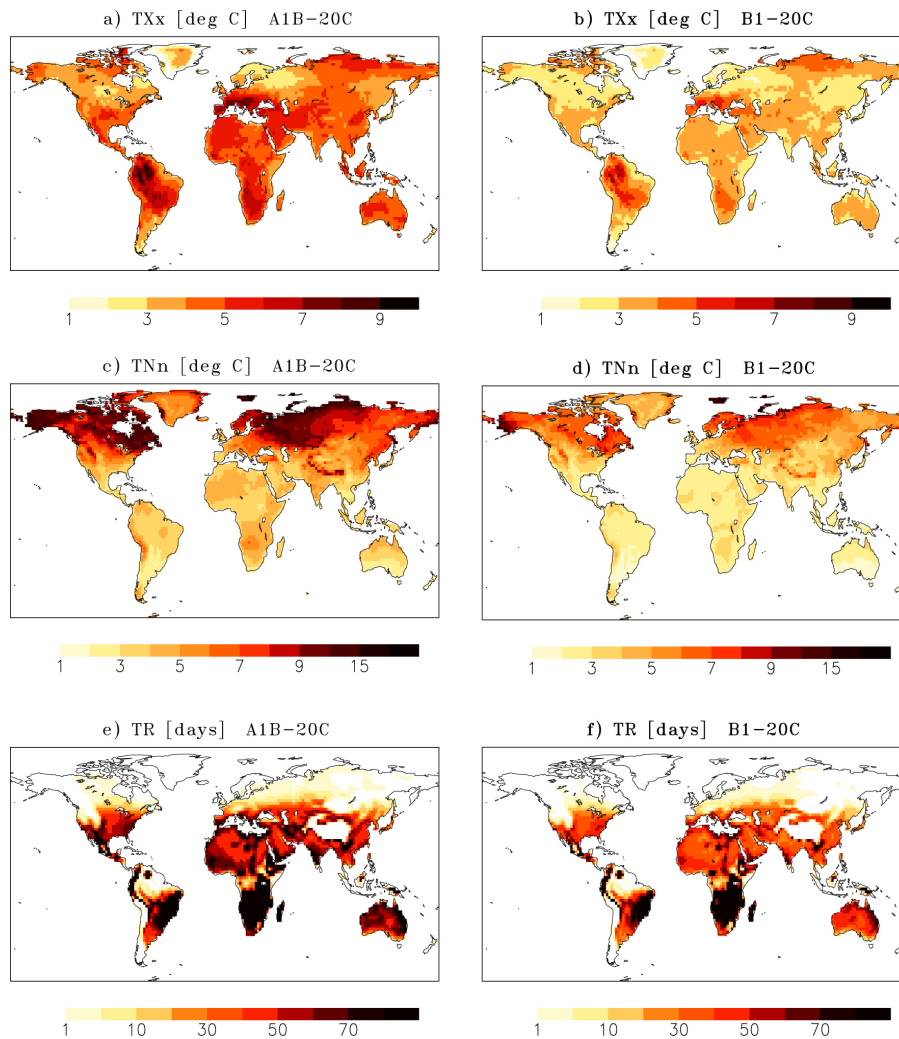 a) TXx [deg C] A1B-20C
b) TXx [deg C] B1-20C
1 3 5 7 9
1 3 5 7 9
c) TNn [deg C] A1B-20C
d) TNn [deg C] B1-20C
1 3 5 7 9 15
1 3 5 7 9 15
e) TR [days] A1B-20C
f) TR [days] B1-20C
1 10 30 50 70
1 10 30 50 70